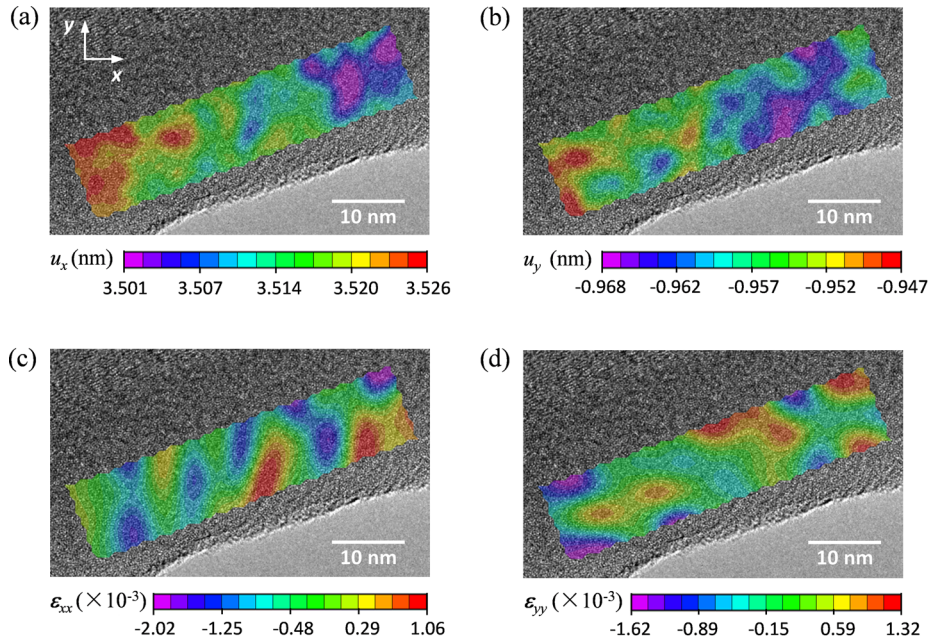 (a)
y
x
10 nm
u_x (nm)
3.501 3.507 3.514 3.520 3.526
(b)
10 nm
u_y (nm)
-0.968 -0.962 -0.957 -0.952 -0.947
(c)
10 nm
ε_xx (×10⁻³)
-2.02 -1.25 -0.48 0.29 1.06
(d)
10 nm
ε_yy (×10⁻³)
-1.62 -0.89 -0.15 0.59 1.32